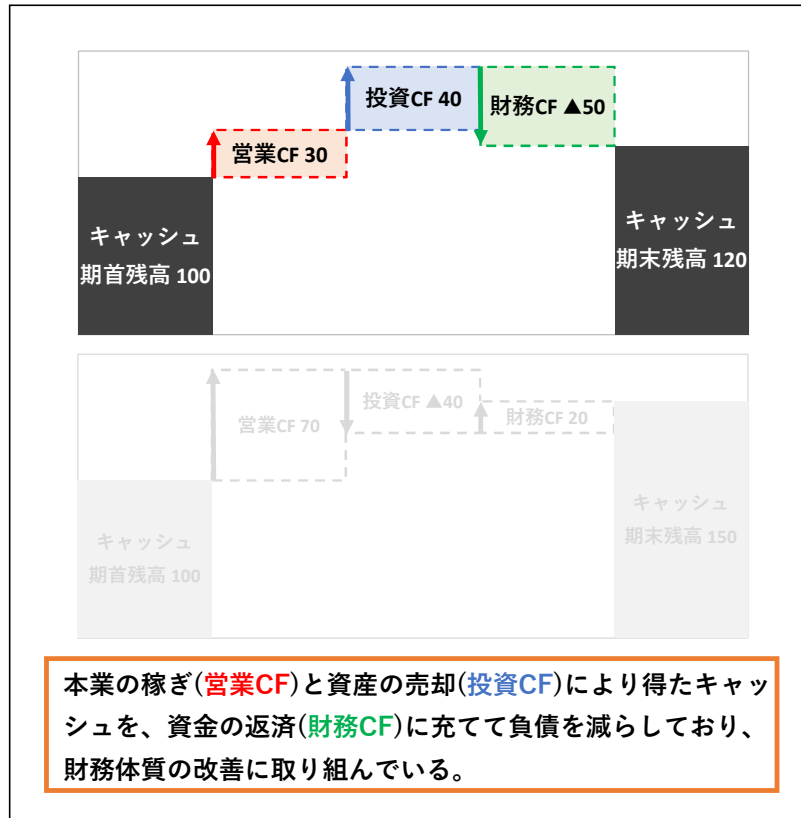 投資CF 40
財務CF ▲50
営業CF 30
キャッシュ
期首残高 100
キャッシュ
期末残高 120
営業CF 70
投資CF ▲40
財務CF 20
キャッシュ
期首残高 100
キャッシュ
期末残高 150
本業の稼ぎ(営業CF)と資産の売却(投資CF)により得たキャッ
シュを、資金の返済(財務CF)に充てて負債を減らしており、
財務体質の改善に取り組んでいる。